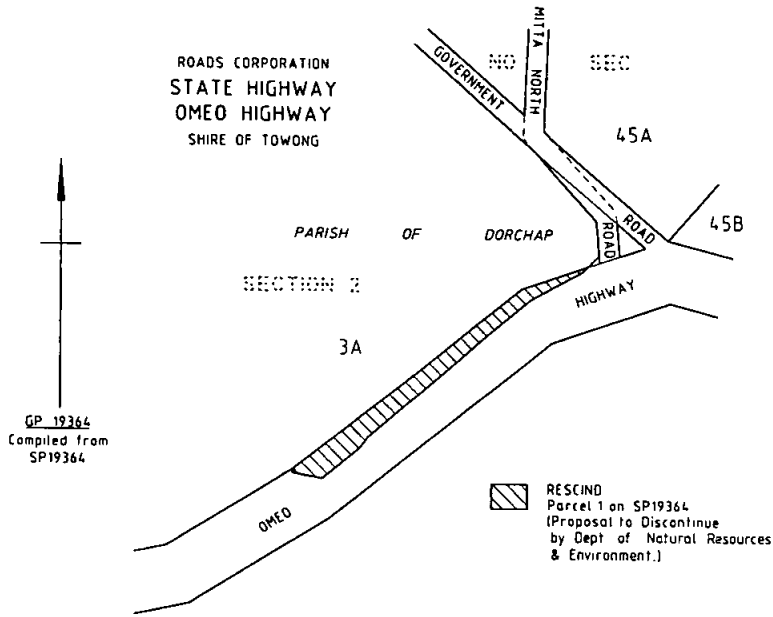 ROADS CORPORATION
STATE HIGHWAY
OMEO HIGHWAY
SHIRE OF TOWONG
GOVERNMENT
ROAD
MITTA NORTH
ROAD
NO SEC
45A
45B
PARISH OF DORCHAP
SECTION 2
3A
HIGHWAY
OMEO
GP 19364
Compiled from
SP19364
RESCIND
Parcel 1 on SP19364
(Proposal to Discontinue
by Dept of Natural Resources
& Environment.)